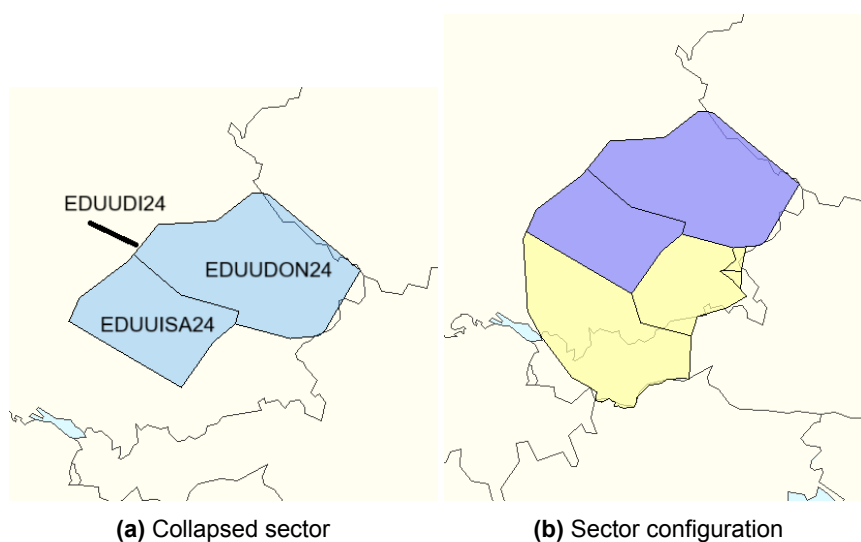 EDUUDI24
EDUUDON24
EDUUISA24
(a) Collapsed sector
(b) Sector configuration